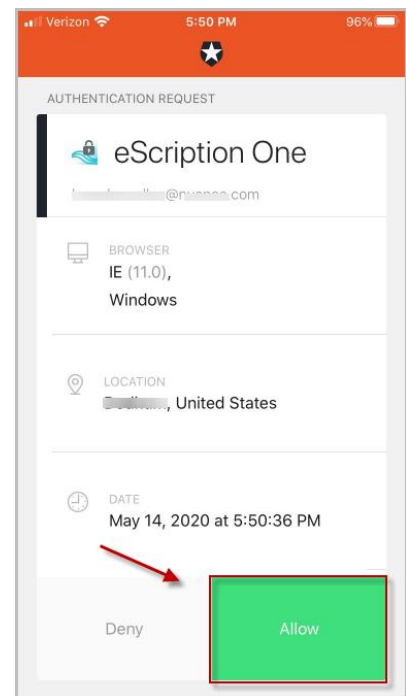 Verizon 5:50 PM 96%
AUTHENTICATION REQUEST
eScription One
.com
BROWSER
IE (11.0),
Windows
LOCATION
, United States
DATE
May 14, 2020 at 5:50:36 PM
Deny Allow